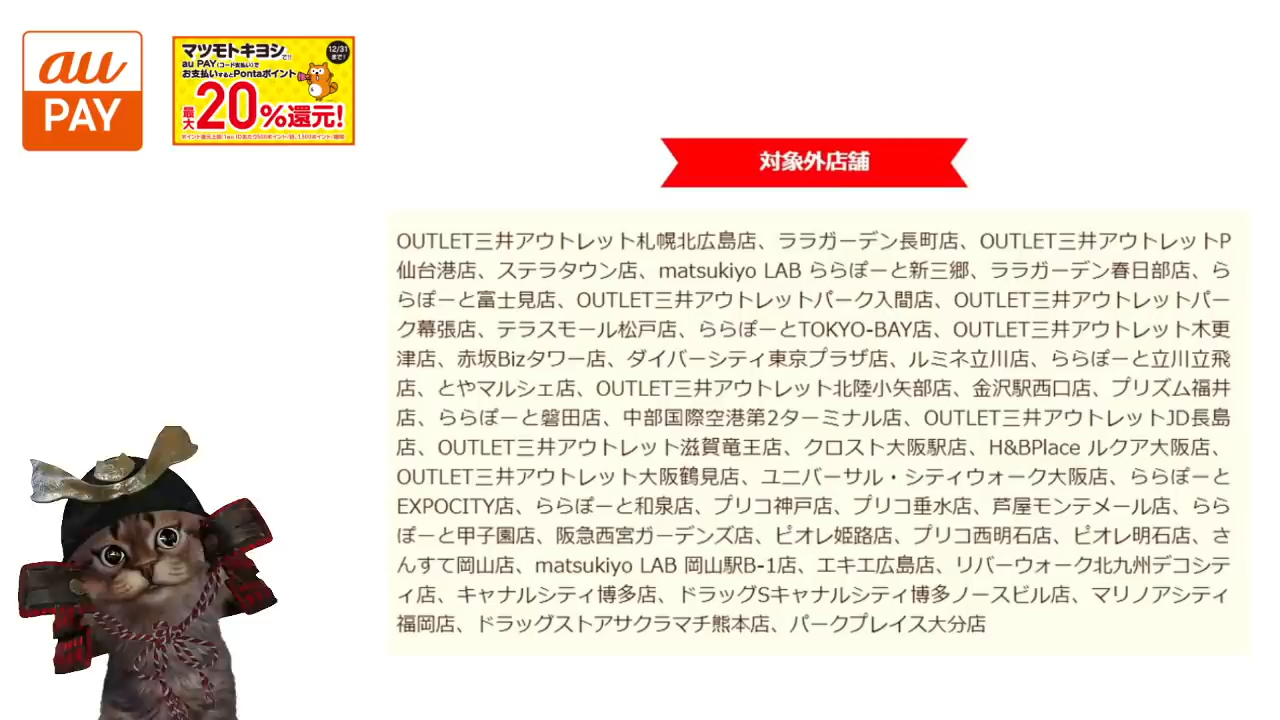 au
PAY
マツモトキヨシで!!
12/31
まで!
au PAY(コード支払い)で
お支払いするとPontaポイント
最大20%還元!
対象外店舗
OUTLET三井アウトレット札幌北広島店、ララガーデン長町店、OUTLET三井アウトレットP
仙台港店、ステラタウン店、matsukiyo LAB ららぽーと新三郷、ララガーデン春日部店、ら
らぽーと富士見店、OUTLET三井アウトレットパーク入間店、OUTLET三井アウトレットパー
ク幕張店、テラスモール松戸店、ららぽーとTOKYO-BAY店、OUTLET三井アウトレット木更
津店、赤坂Bizタワー店、ダイバーシティ東京プラザ店、ルミネ立川店、ららぽーと立川立飛
店、とやマルシェ店、OUTLET三井アウトレット北陸小矢部店、金沢駅西口店、プリズム福井
店、ららぽーと磐田店、中部国際空港第2ターミナル店、OUTLET三井アウトレットJD長島
店、OUTLET三井アウトレット滋賀竜王店、クロスト大阪駅店、H&BPlace ルクア大阪店、
OUTLET三井アウトレット大阪鶴見店、ユニバーサル・シティウォーク大阪店、ららぽーと
EXPOCITY店、ららぽーと和泉店、プリコ神戸店、プリコ垂水店、芦屋モンテメール店、らら
ぽーと甲子園店、阪急西宮ガーデンズ店、ピオレ姫路店、プリコ西明石店、ピオレ明石店、さ
んすて岡山店、matsukiyo LAB 岡山駅B-1店、エキエ広島店、リバーウォーク北九州デコシテ
ィ店、キャナルシティ博多店、ドラッグSキャナルシティ博多ノースビル店、マリノアシティ
福岡店、ドラッグストアサクラマチ熊本店、パークプレイス大分店